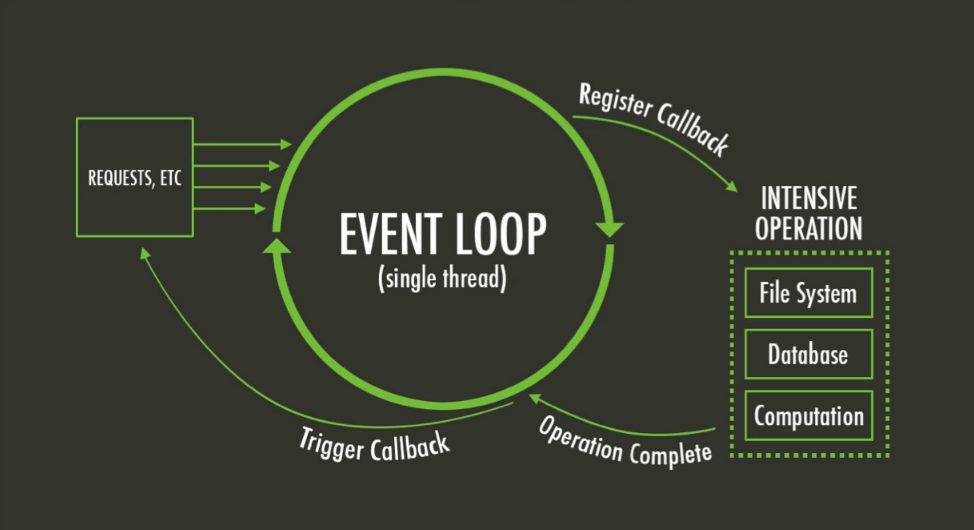 REQUESTS, ETC
EVENT LOOP
(single thread)
Register Callback
INTENSIVE
OPERATION
File System
Database
Computation
Operation Complete
Trigger Callback